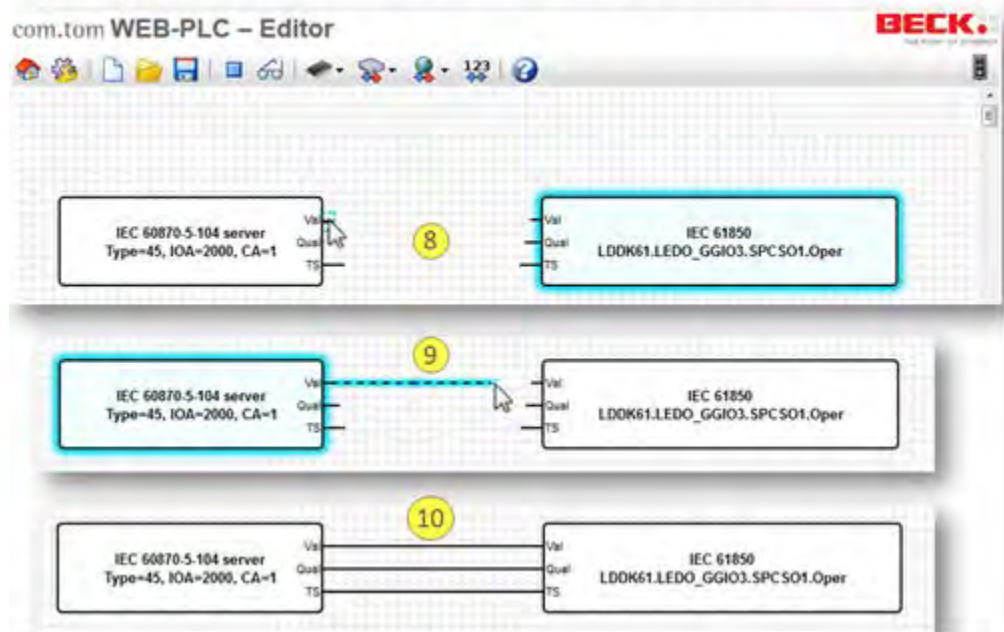 com.tom WEB-PLC – Editor
BECK.
123
IEC 60870-5-104 server
Type=45, IOA=2000, CA=1
Val
Qual
TS
8
Val
Qual
TS
IEC 61850
LDDK61.LEDO_GGIO3.SPCSO1.Oper
9
IEC 60870-5-104 server
Type=45, IOA=2000, CA=1
Val
Qual
TS
Val
Qual
TS
IEC 61850
LDDK61.LEDO_GGIO3.SPCSO1.Oper
10
IEC 60870-5-104 server
Type=45, IOA=2000, CA=1
Val
Qual
TS
Val
Qual
TS
IEC 61850
LDDK61.LEDO_GGIO3.SPCSO1.Oper